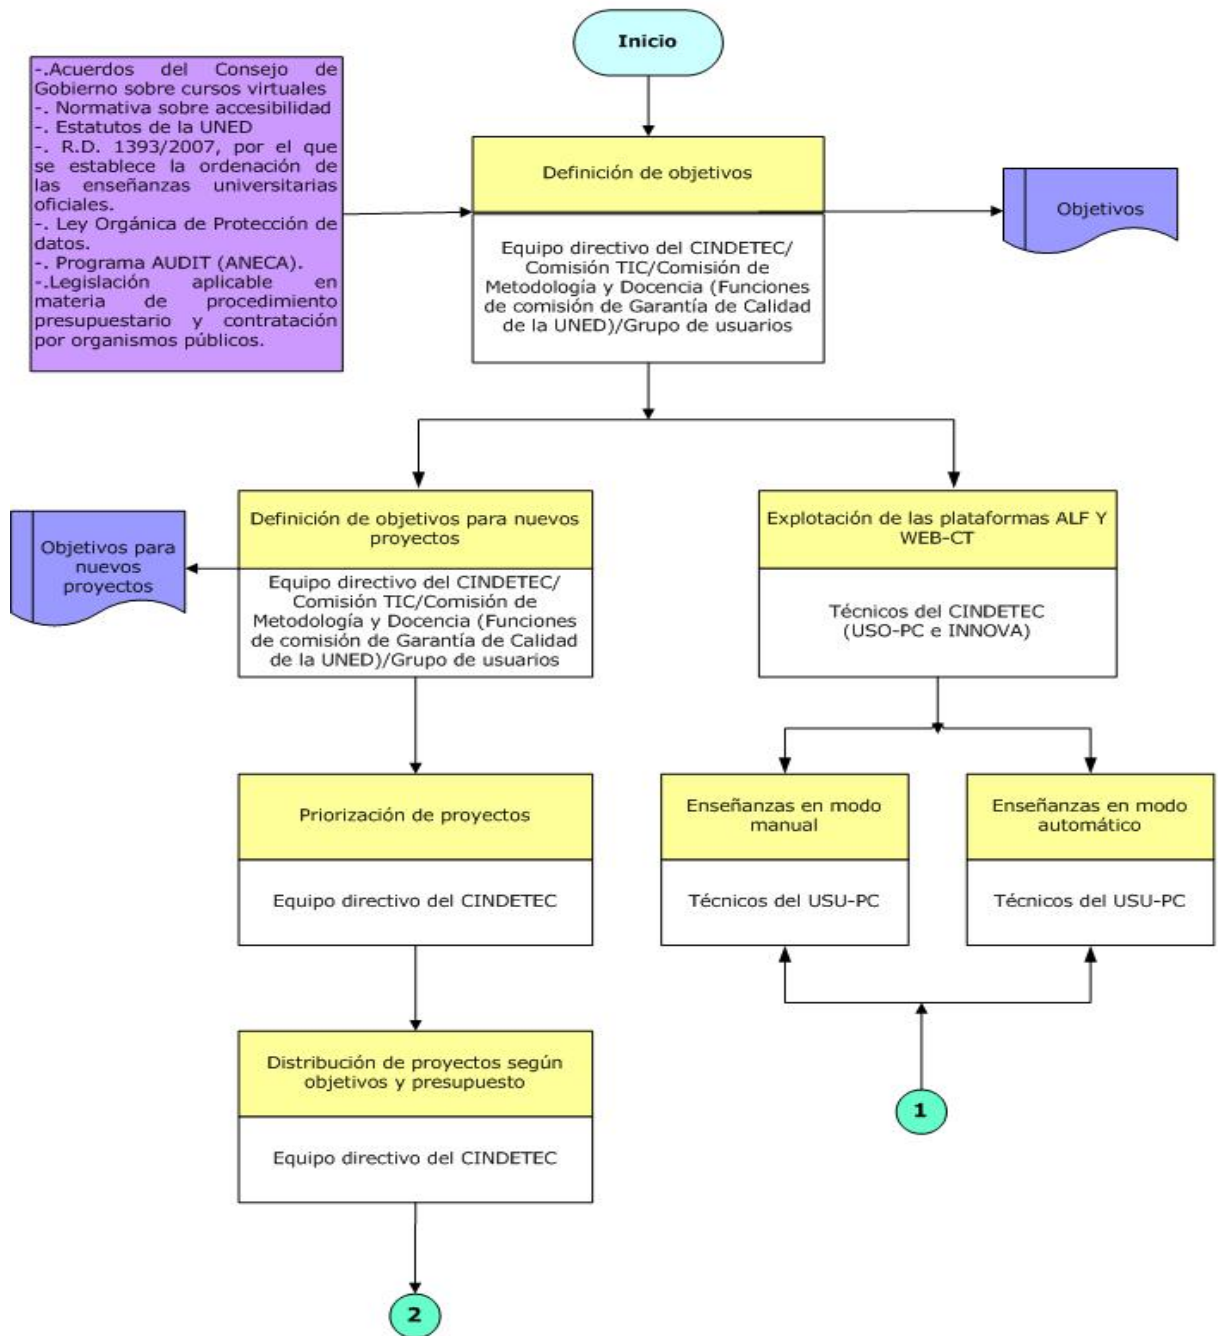 Inicio
-.Acuerdos del Consejo de
Gobierno sobre cursos virtuales
-. Normativa sobre accesibilidad
-. Estatutos de la UNED
-. R.D. 1393/2007, por el que
se establece la ordenación de
las enseñanzas universitarias
oficiales.
-. Ley Orgánica de Protección de
datos.
-. Programa AUDIT (ANECA).
-.Legislación aplicable en
materia de procedimiento
presupuestario y contratación
por organismos públicos.
Definición de objetivos
Equipo directivo del CINDETEC/
Comisión TIC/Comisión de
Metodología y Docencia (Funciones
de comisión de Garantía de Calidad
de la UNED)/Grupo de usuarios
Objetivos
Objetivos para
nuevos
proyectos
Definición de objetivos para nuevos
proyectos
Equipo directivo del CINDETEC/
Comisión TIC/Comisión de
Metodología y Docencia (Funciones
de comisión de Garantía de Calidad
de la UNED)/Grupo de usuarios
Explotación de las plataformas ALF Y
WEB-CT
Técnicos del CINDETEC
(USO-PC e INNOVA)
Priorización de proyectos
Equipo directivo del CINDETEC
Enseñanzas en modo
manual
Técnicos del USU-PC
Enseñanzas en modo
automático
Técnicos del USU-PC
Distribución de proyectos según
objetivos y presupuesto
Equipo directivo del CINDETEC
1
2